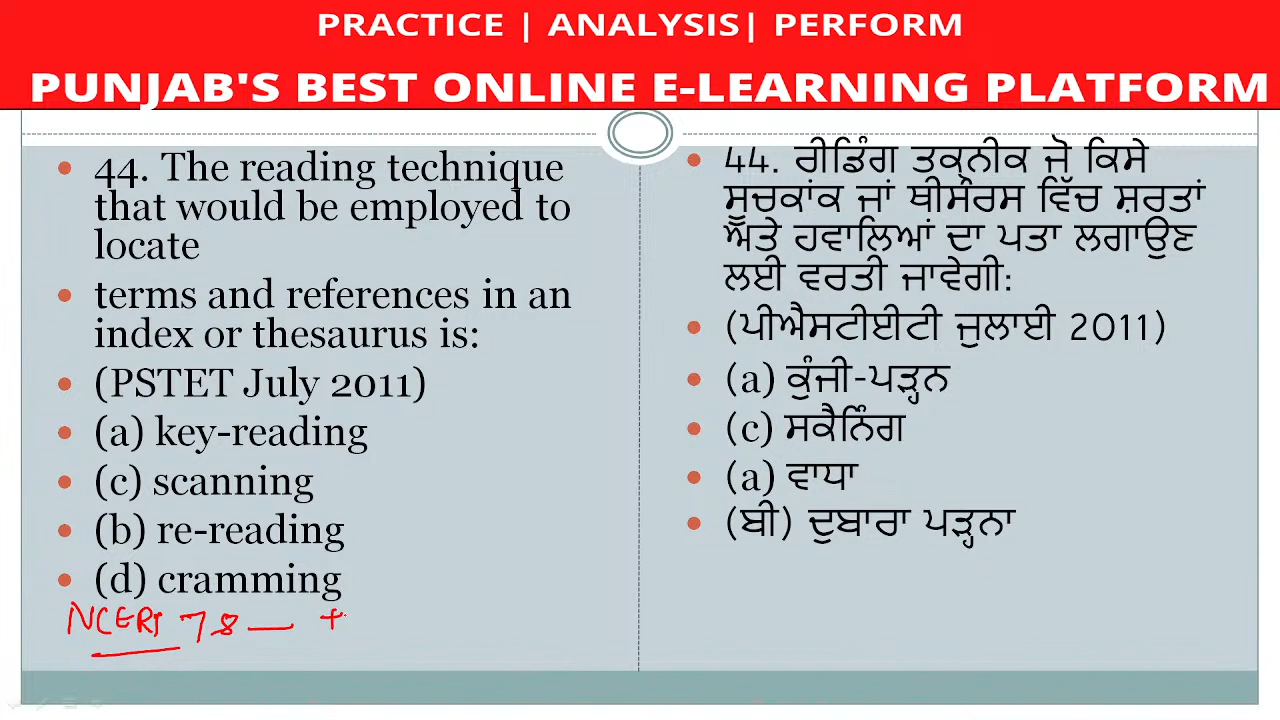 PRACTICE | ANALYSIS| PERFORM
PUNJAB'S BEST ONLINE E-LEARNING PLATFORM
• 44. The reading technique
that would be employed to
locate
• terms and references in an
index or thesaurus is:
• (PSTET July 2011)
• (a) key-reading
• (c) scanning
• (b) re-reading
• (d) cramming
NCERT 78 — +
• 44. ਰੀਡਿੰਗ ਤਕਨੀਕ ਜੋ ਕਿਸੇ
ਸੂਚਕਾਂਕ ਜਾਂ ਥੀਸੌਰਸ ਵਿੱਚ ਸ਼ਰਤਾਂ
ਅਤੇ ਹਵਾਲਿਆਂ ਦਾ ਪਤਾ ਲਗਾਉਣ
ਲਈ ਵਰਤੀ ਜਾਵੇਗੀ:
• (ਪੀਐਸਟੀਈਟੀ ਜੁਲਾਈ 2011)
• (a) ਕੁੰਜੀ-ਪੜ੍ਹਨ
• (c) ਸਕੈਨਿੰਗ
• (a) ਵਾਧਾ
• (ਬੀ) ਦੁਬਾਰਾ ਪੜ੍ਹਨਾ